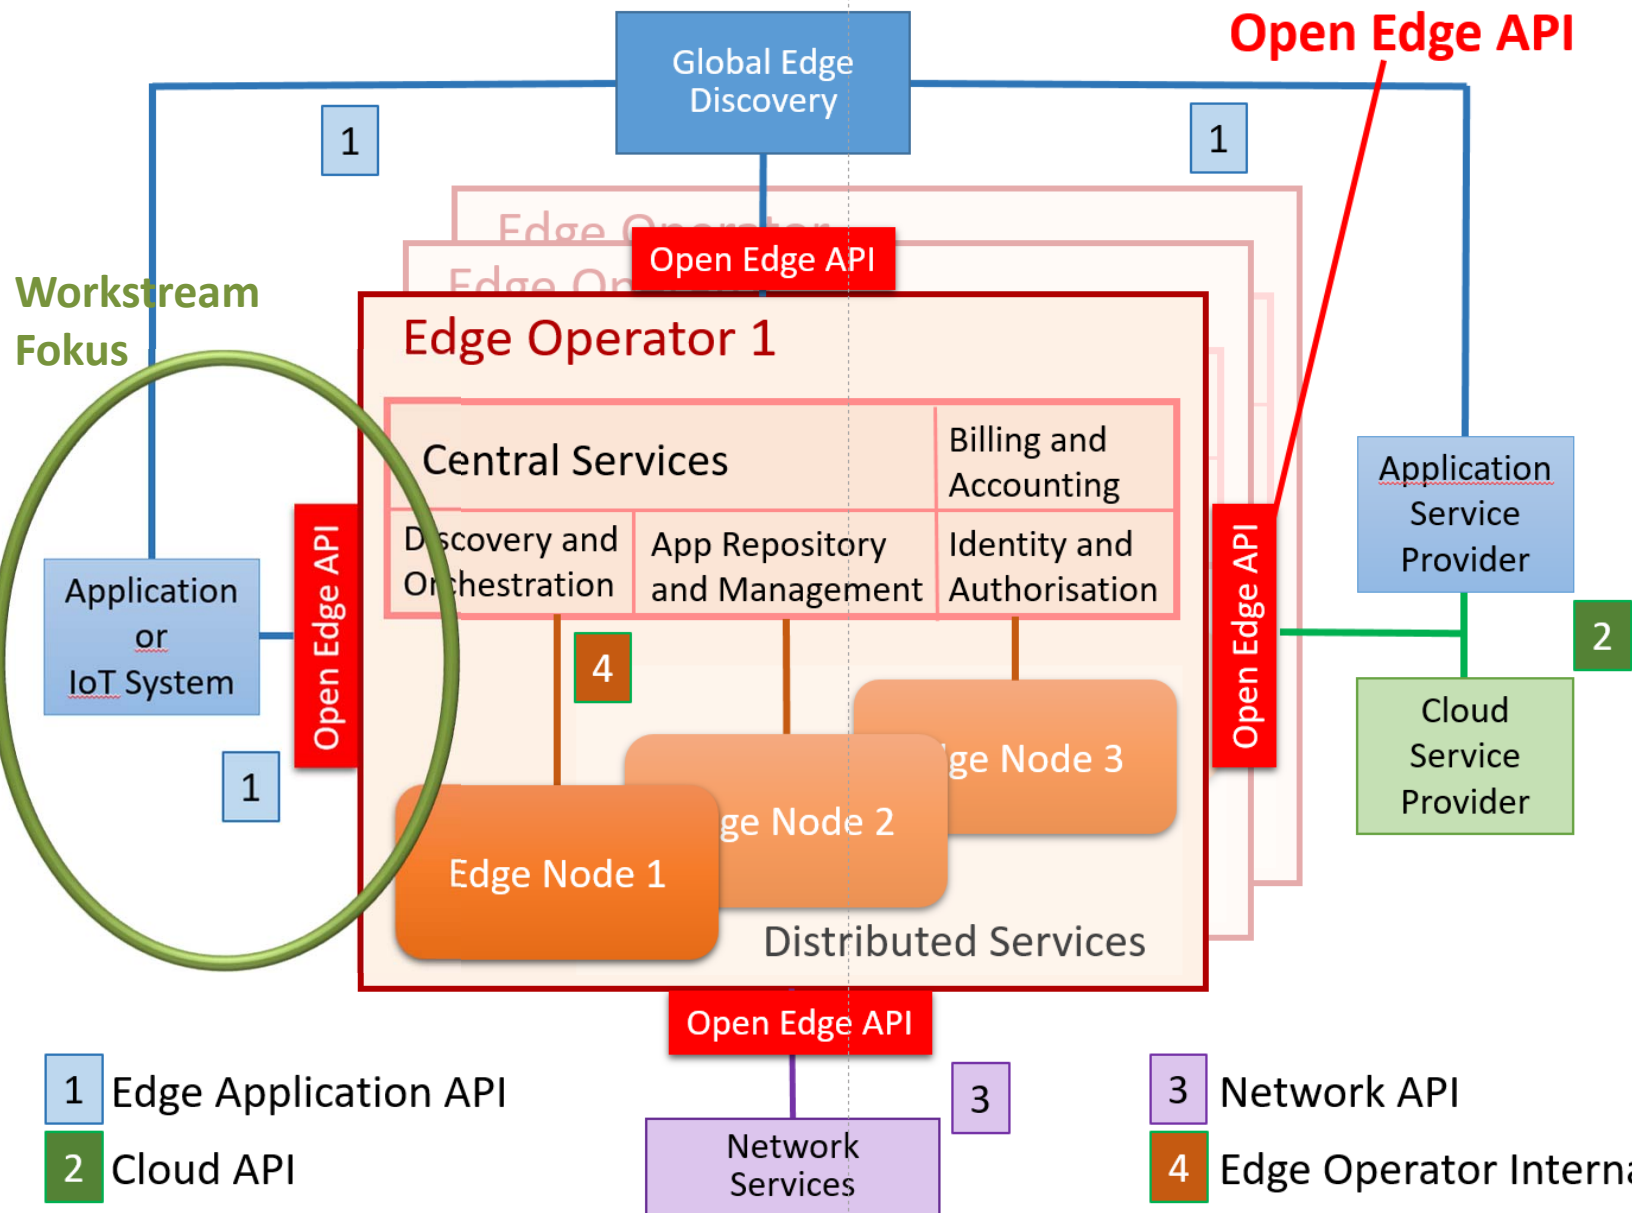 Open Edge API
Global Edge
Discovery
1
1
Edge Operator
Edge Op
Open Edge API
Workstream
Fokus
Edge Operator 1
Central Services
Billing and
Accounting
Discovery and
Orchestration
App Repository
and Management
Identity and
Authorisation
Application
or
IoT System
Open Edge API
1
4
Open Edge API
Application
Service
Provider
2
Cloud
Service
Provider
ge Node 3
ge Node 2
Edge Node 1
Distributed Services
Open Edge API
3
Network
Services
1 Edge Application API
2 Cloud API
3 Network API
4 Edge Operator Interna